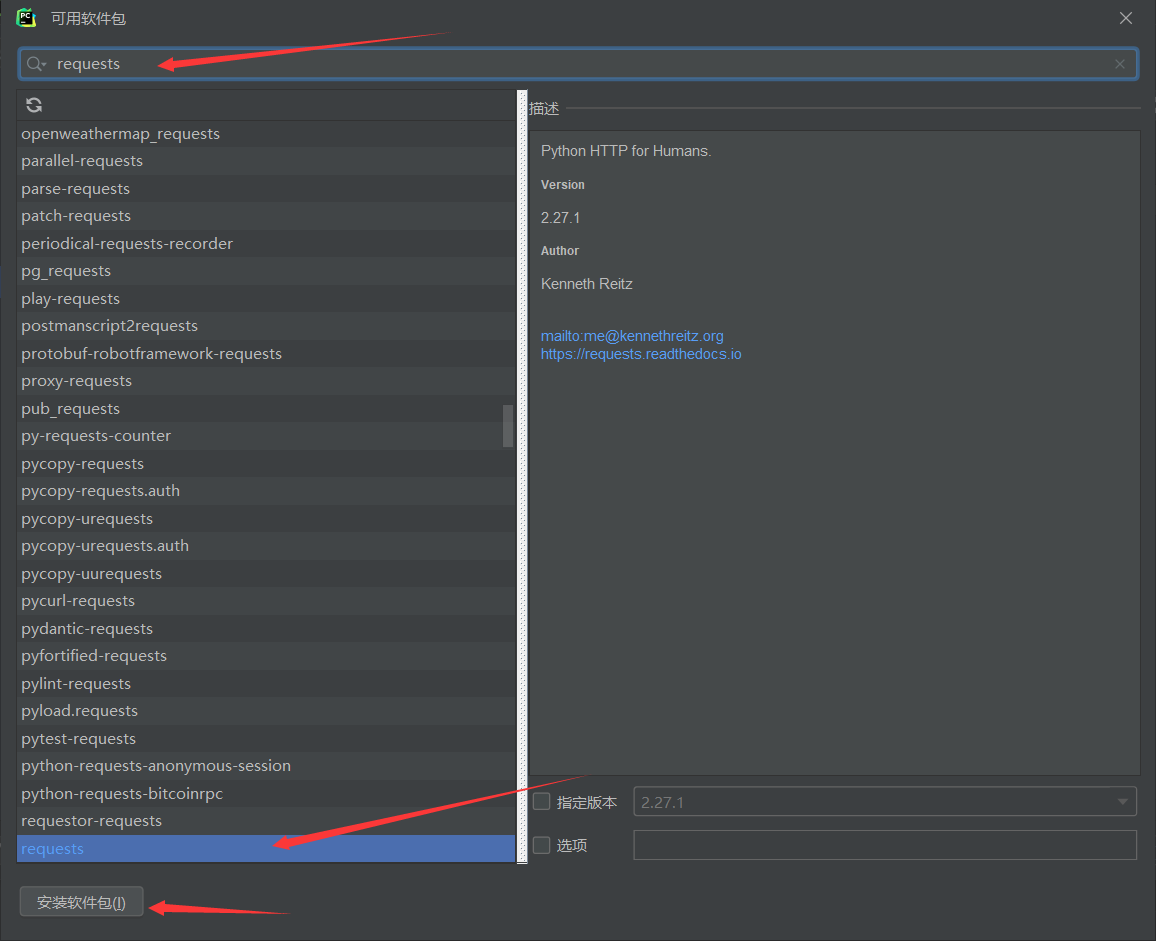 PC
可用软件包
requests
描述
openweathermap_requests
parallel-requests
parse-requests
patch-requests
periodical-requests-recorder
pg_requests
play-requests
postmanscript2requests
protobuf-robotframework-requests
proxy-requests
pub_requests
py-requests-counter
pycopy-requests
pycopy-requests.auth
pycopy-urequests
pycopy-urequests.auth
pycopy-uurequests
pycurl-requests
pydantic-requests
pyfortified-requests
pylint-requests
pyload.requests
pytest-requests
python-requests-anonymous-session
python-requests-bitcoinrpc
requestor-requests
requests
Python HTTP for Humans.
Version
2.27.1
Author
Kenneth Reitz
mailto:me@kennethreitz.org
https://requests.readthedocs.io
指定版本 2.27.1
选项
安装软件包(I)